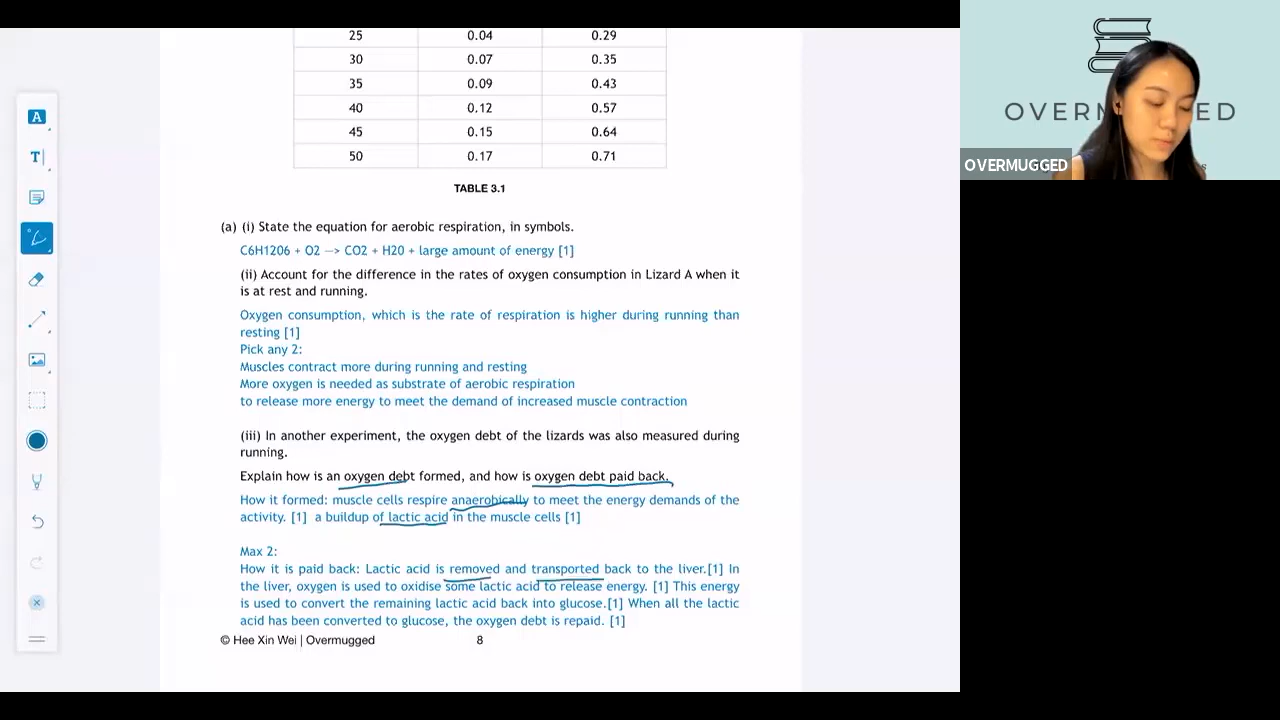 25 0.04 0.29
30 0.07 0.35
35 0.09 0.43
40 0.12 0.57
45 0.15 0.64
50 0.17 0.71
TABLE 3.1
(a) (i) State the equation for aerobic respiration, in symbols.
C6H1206 + O2 —> CO2 + H20 + large amount of energy [1]
(ii) Account for the difference in the rates of oxygen consumption in Lizard A when it
is at rest and running.
Oxygen consumption, which is the rate of respiration is higher during running than
resting [1]
Pick any 2:
Muscles contract more during running and resting
More oxygen is needed as substrate of aerobic respiration
to release more energy to meet the demand of increased muscle contraction
(iii) In another experiment, the oxygen debt of the lizards was also measured during
running.
Explain how is an oxygen debt formed, and how is oxygen debt paid back.
How it formed: muscle cells respire anaerobically to meet the energy demands of the
activity. [1] a buildup of lactic acid in the muscle cells [1]
Max 2:
How it is paid back: Lactic acid is removed and transported back to the liver.[1] In
the liver, oxygen is used to oxidise some lactic acid to release energy. [1] This energy
is used to convert the remaining lactic acid back into glucose.[1] When all the lactic
acid has been converted to glucose, the oxygen debt is repaid. [1]
© Hee Xin Wei | Overmugged 8
A
T
OVERM ED
OVERMUGGED